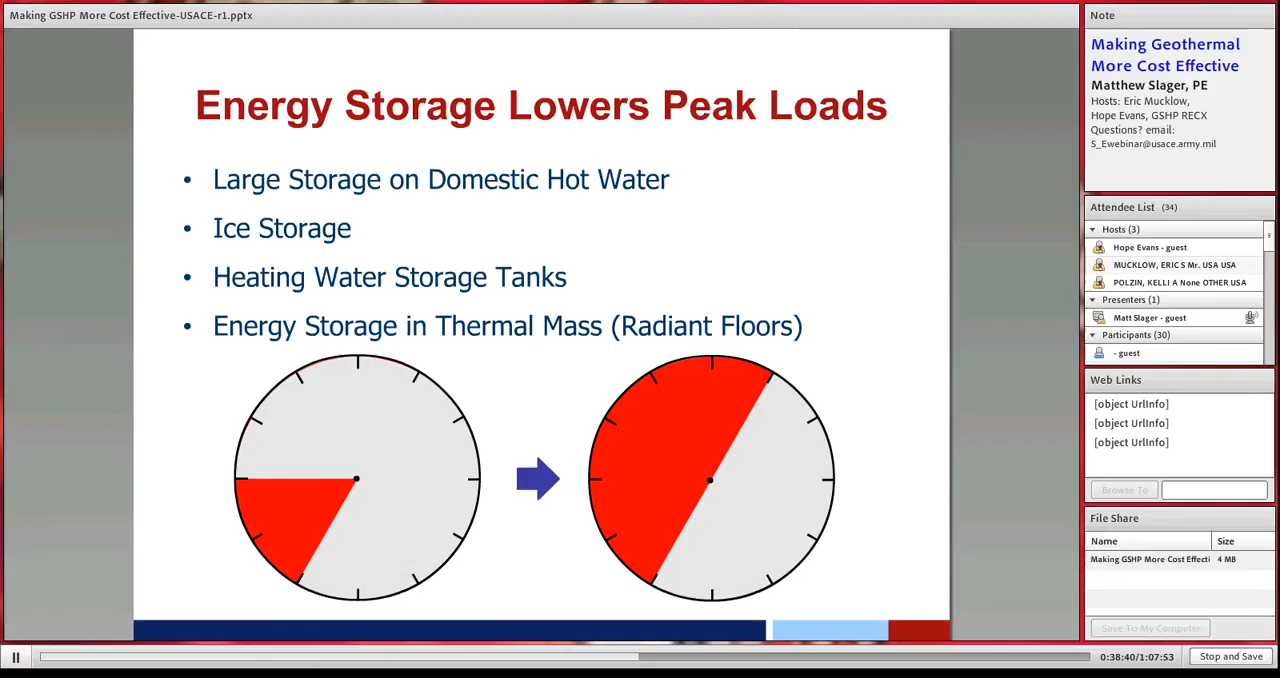 Making GSHP More Cost Effective-USACE-r1.pptx
Energy Storage Lowers Peak Loads
• Large Storage on Domestic Hot Water
• Ice Storage
• Heating Water Storage Tanks
• Energy Storage in Thermal Mass (Radiant Floors)
Note
Making Geothermal
More Cost Effective
Matthew Slager, PE
Hosts: Eric Mucklow,
Hope Evans, GSHP RECX
Questions? email:
S_Ewebinar@usace.army.mil
Attendee List (34)
Hosts (3)
Hope Evans - guest
MUCKLOW, ERIC S Mr. USA USA
POLZIN, KELLI A None OTHER USA
Presenters (1)
Matt Slager - guest
Participants (30)
- guest
Web Links
[object UrlInfo]
[object UrlInfo]
[object UrlInfo]
Browse To
File Share
Name Size
Making GSHP More Cost Effecti 4 MB
Save To My Computer
0:38:40/1:07:53
Stop and Save